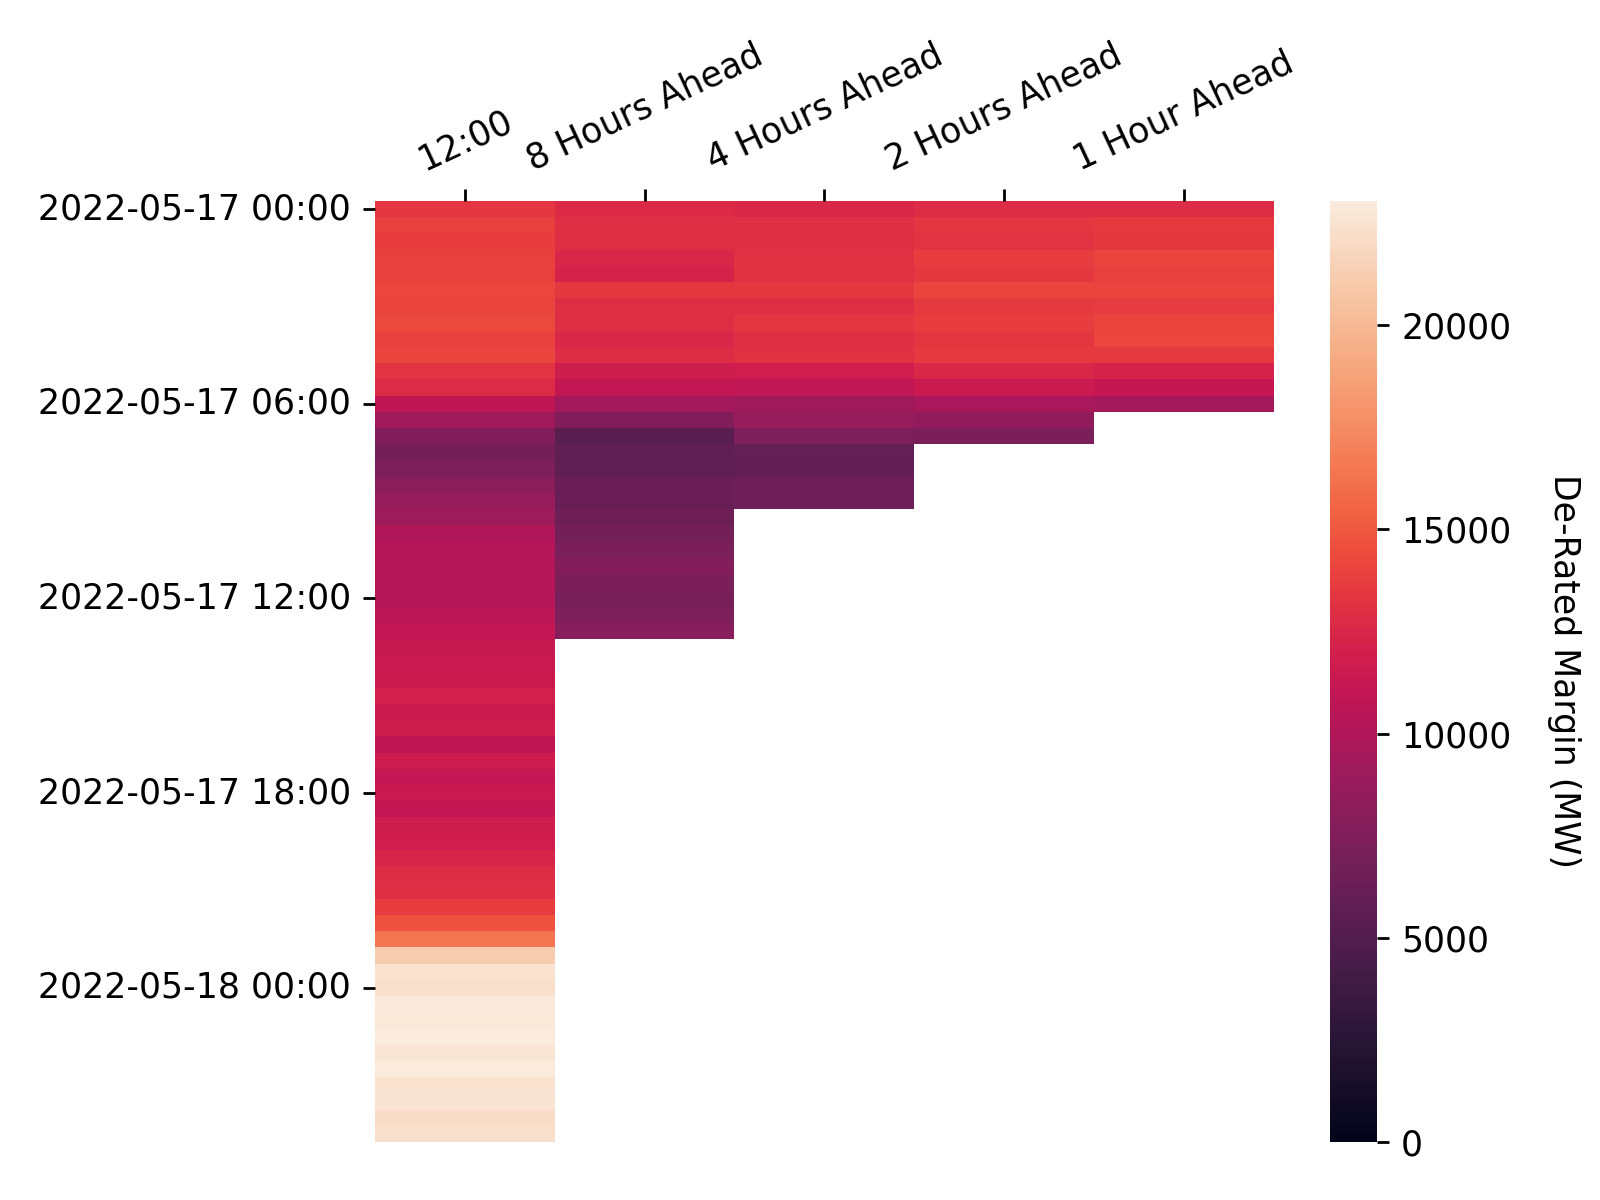 12:00
8 Hours Ahead
4 Hours Ahead
2 Hours Ahead
1 Hour Ahead
2022-05-17 00:00
2022-05-17 06:00
2022-05-17 12:00
2022-05-17 18:00
2022-05-18 00:00
20000
15000
10000
5000
0
De-Rated Margin (MW)